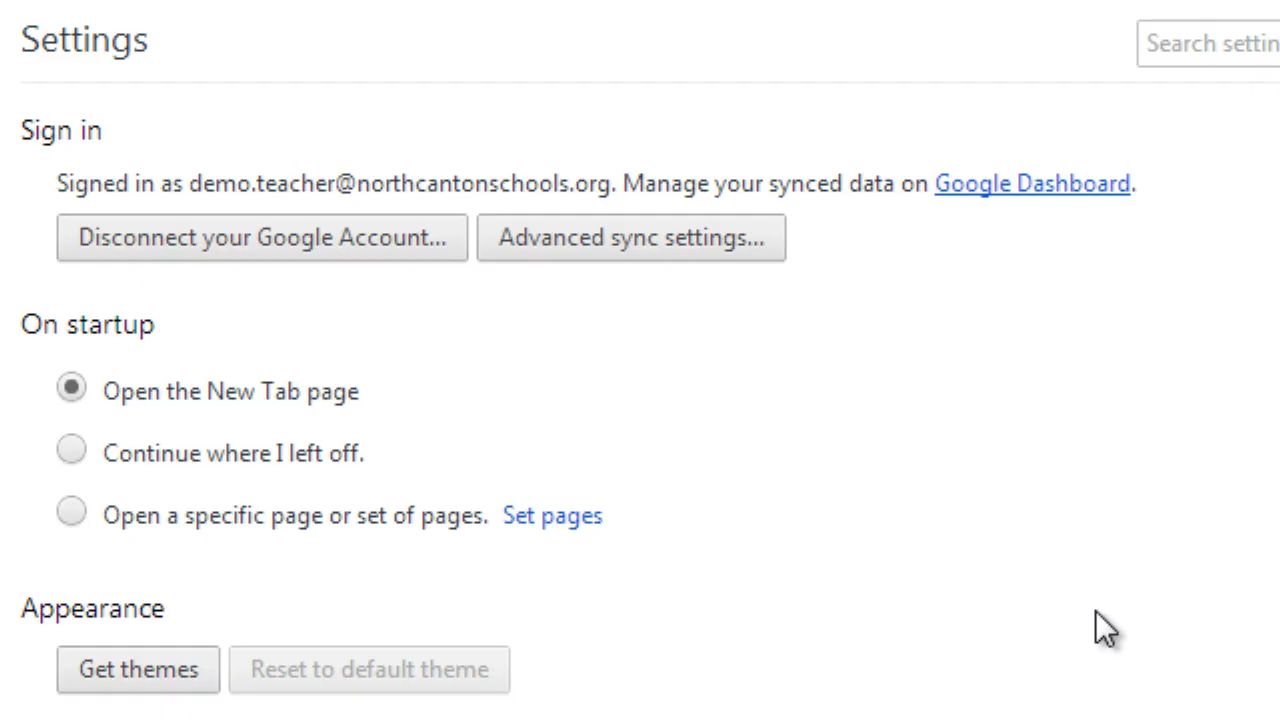 Settings
Search settin
Sign in
Signed in as demo.teacher@northcantonschools.org. Manage your synced data on Google Dashboard.
Disconnect your Google Account... Advanced sync settings...
On startup
Open the New Tab page
Continue where I left off.
Open a specific page or set of pages. Set pages
Appearance
Get themes Reset to default theme